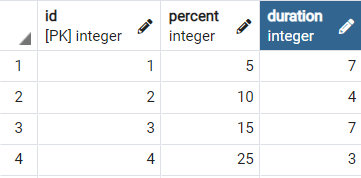 id percent duration
[PK] integer integer integer
1 1 5 7
2 2 10 4
3 3 15 7
4 4 25 3